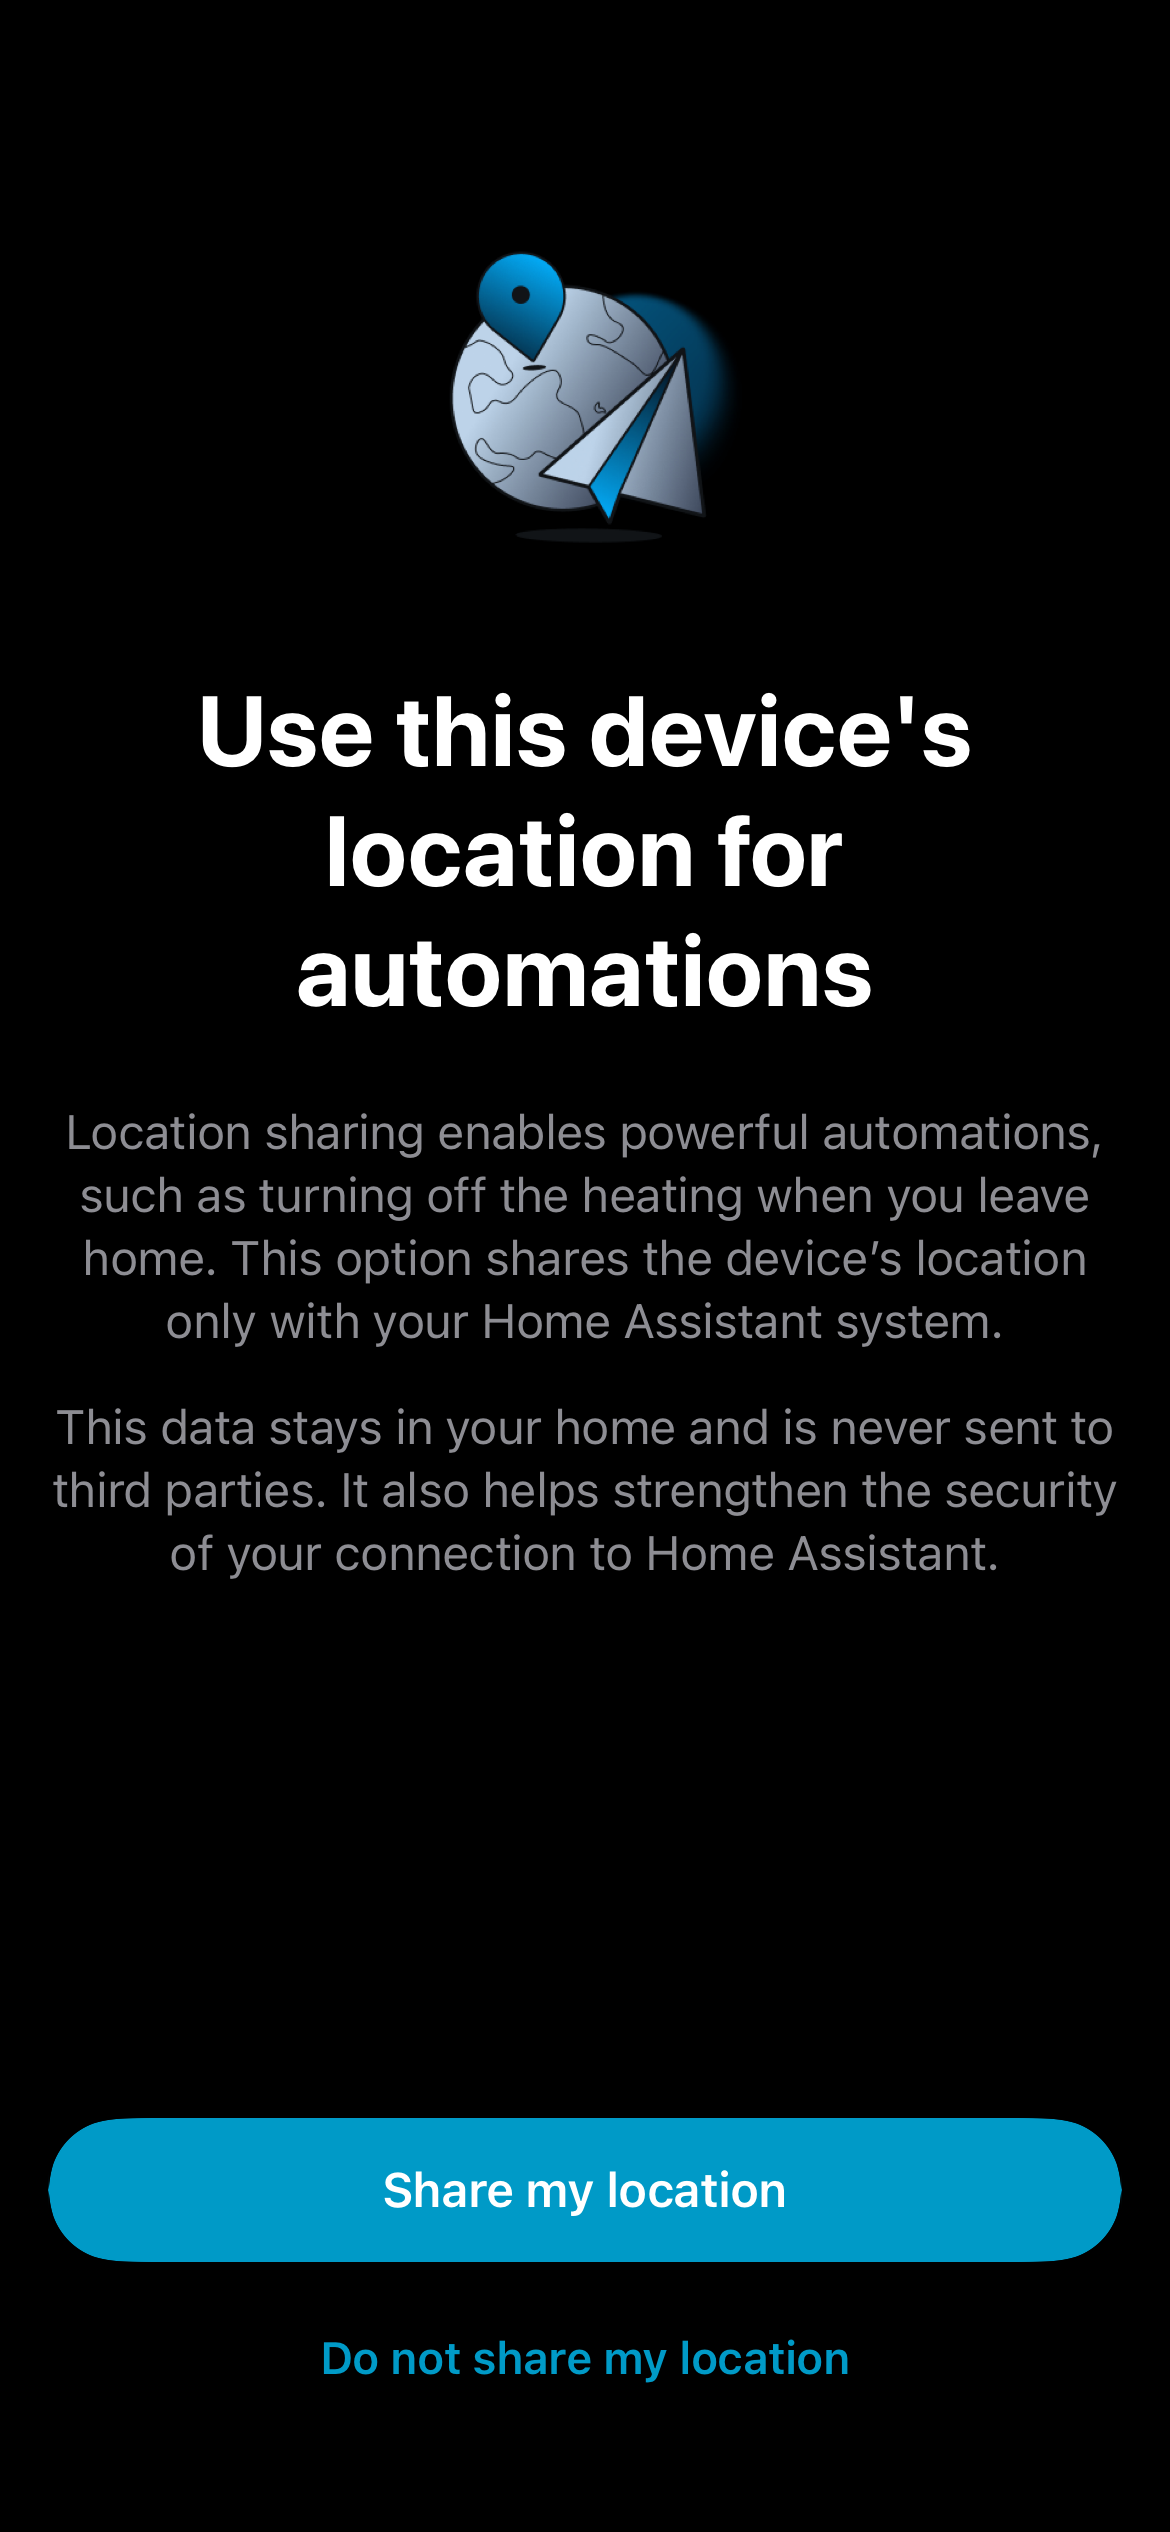 Use this device's
location for
automations
Location sharing enables powerful automations,
such as turning off the heating when you leave
home. This option shares the device’s location
only with your Home Assistant system.
This data stays in your home and is never sent to
third parties. It also helps strengthen the security
of your connection to Home Assistant.
Share my location
Do not share my location